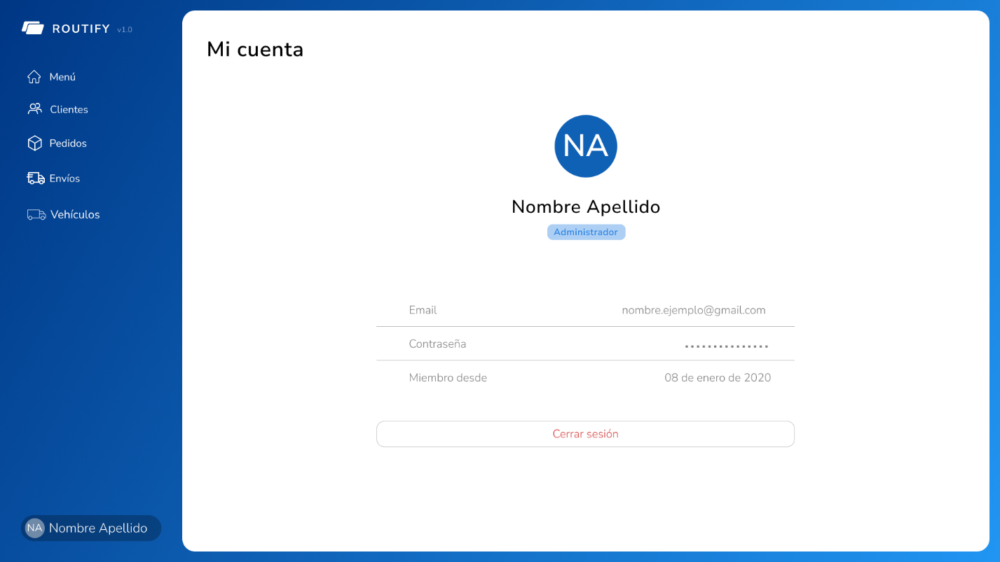 ROUTIFY v1.0
Menú
Clientes
Pedidos
Envíos
Vehículos
NA Nombre Apellido
Mi cuenta
NA
Nombre Apellido
Administrador
Email nombre.ejemplo@gmail.com
Contraseña ...............
Miembro desde 08 de enero de 2020
Cerrar sesión